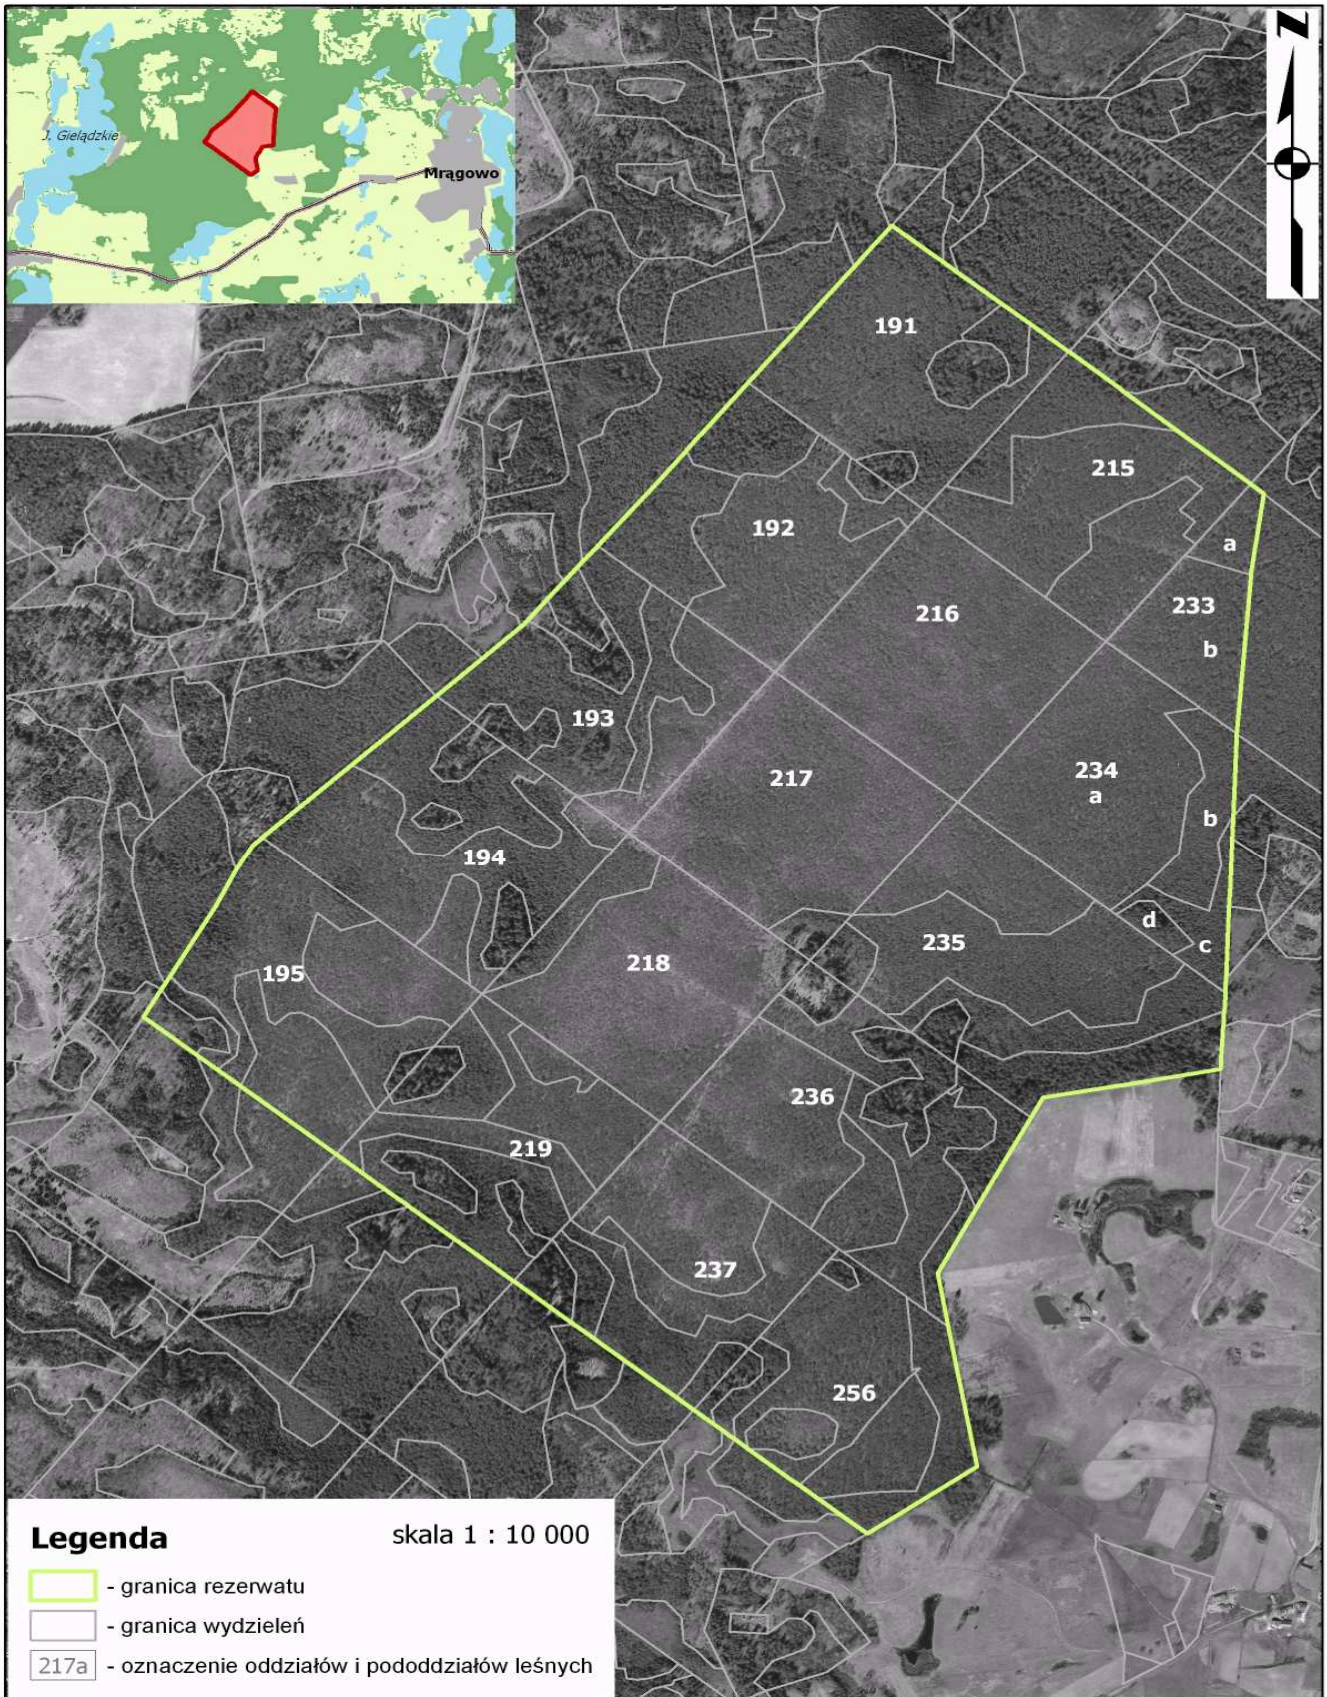 J. Gielądzkie
Mrągowo
N
191
215
192
a
233
216
b
193
217
234
a
b
194
d
235
c
218
195
236
219
237
256
Legenda
skala 1 : 10 000
- granica rezerwatu
- granica wydzieleń
217a - oznaczenie oddziałów i pododdziałów leśnych